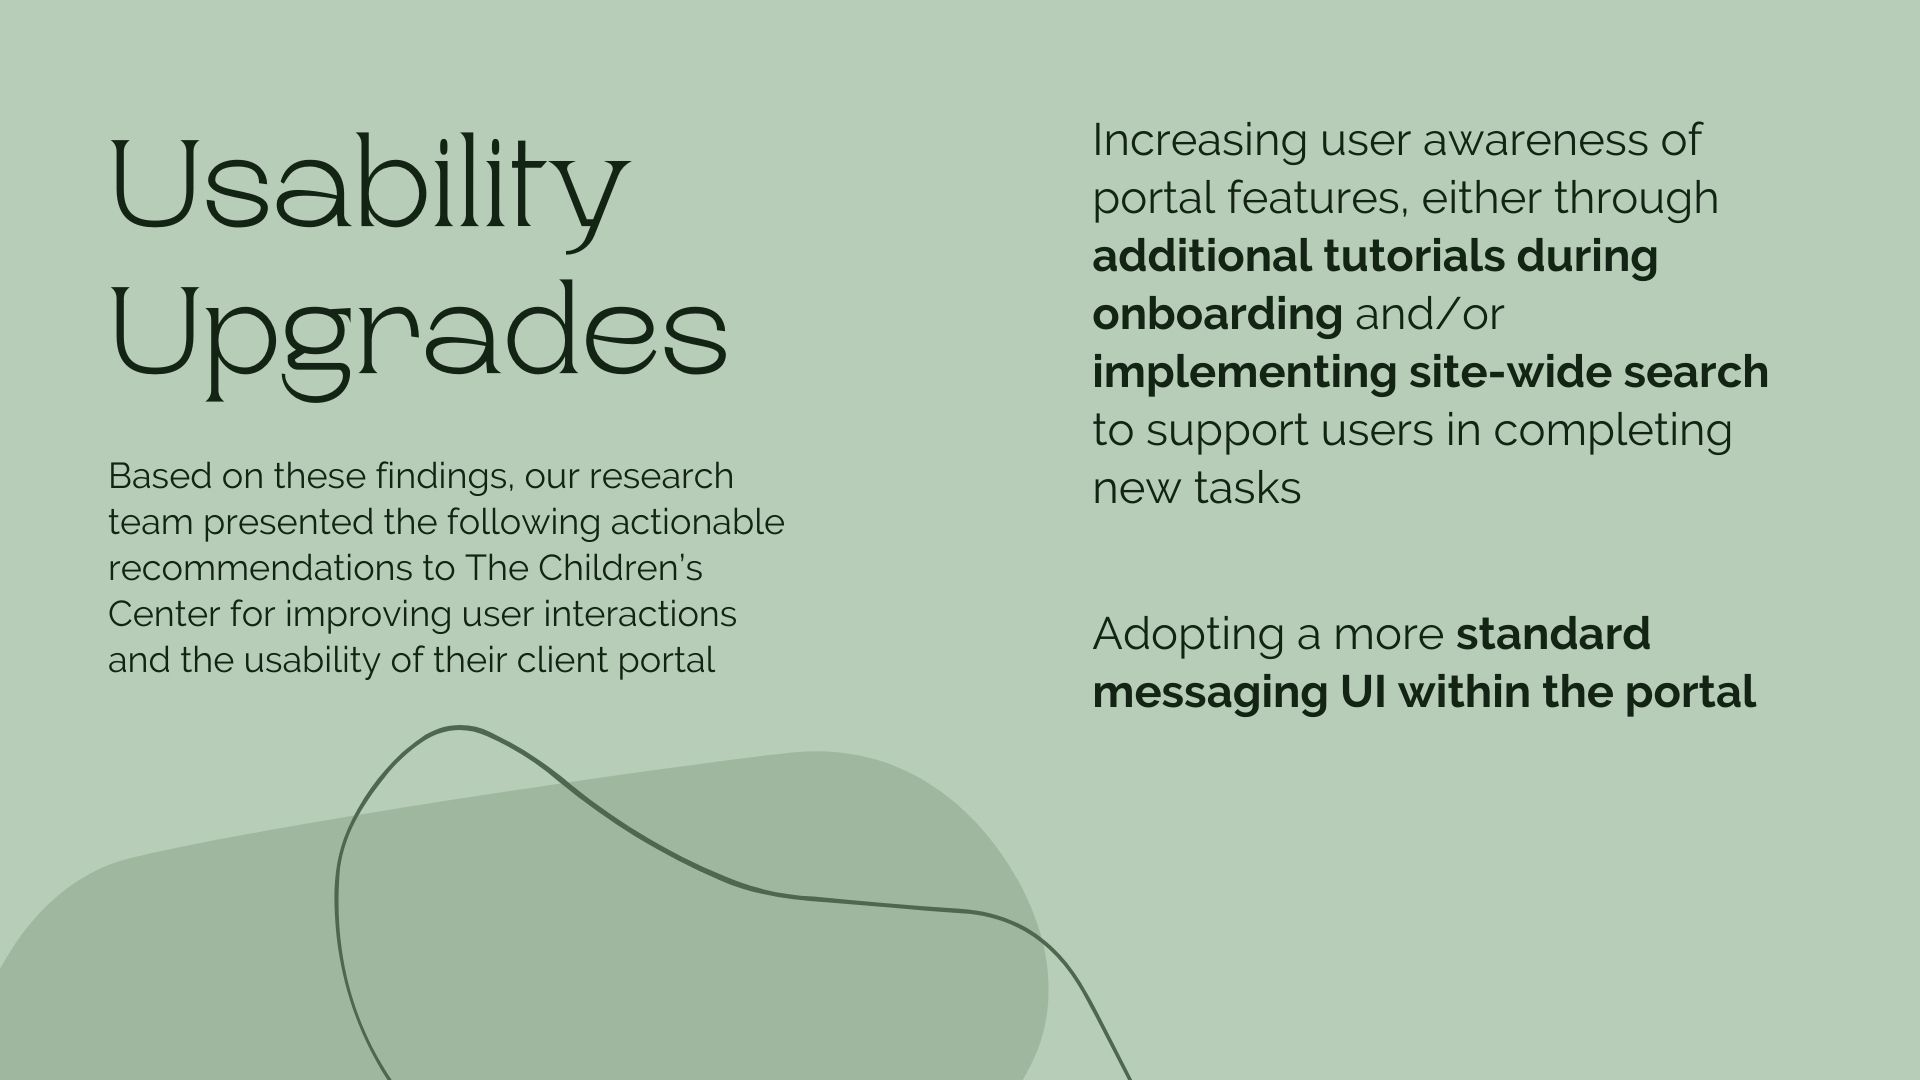 Usability
Upgrades
Based on these findings, our research
team presented the following actionable
recommendations to The Children’s
Center for improving user interactions
and the usability of their client portal
Increasing user awareness of
portal features, either through
additional tutorials during
onboarding and/or
implementing site-wide search
to support users in completing
new tasks
Adopting a more standard
messaging UI within the portal